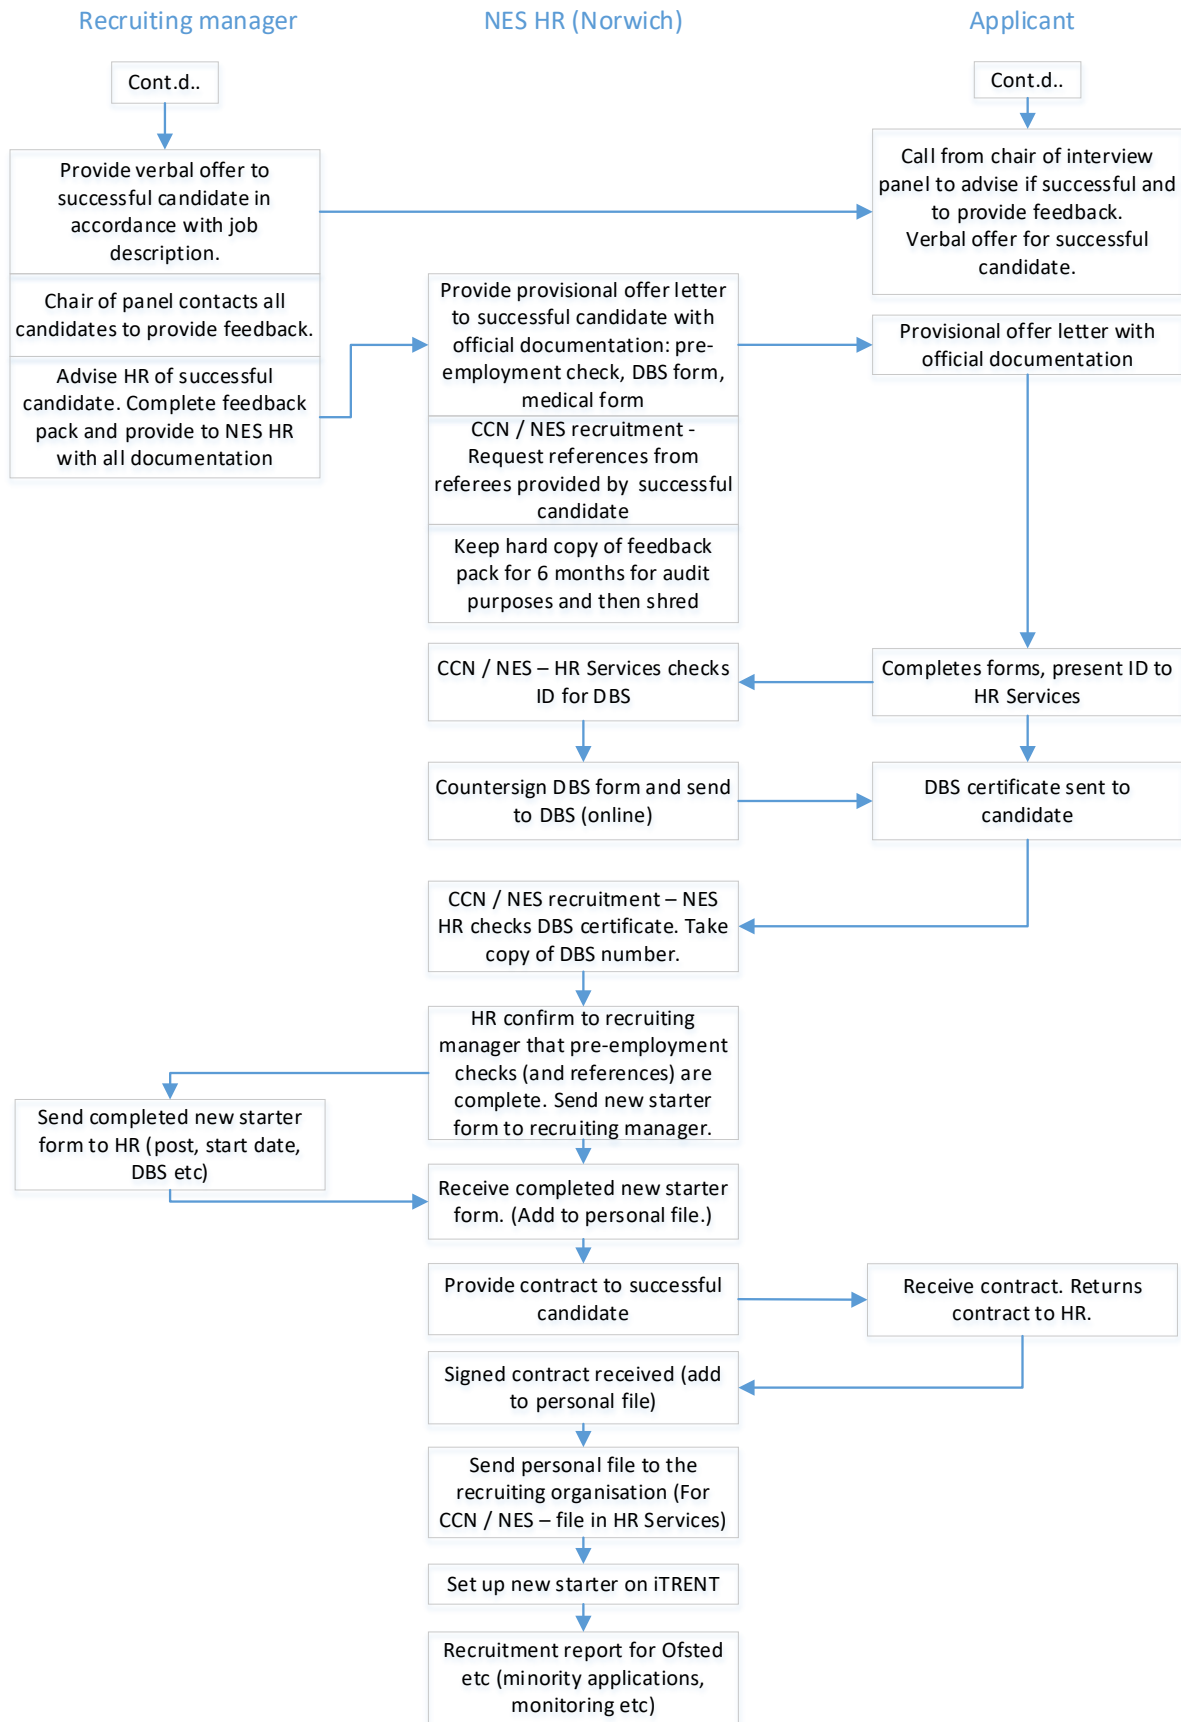 Recruiting manager
NES HR (Norwich)
Applicant
Cont.d..
Cont.d..
Provide verbal offer to
successful candidate in
accordance with job
description.
Call from chair of interview
panel to advise if successful and
to provide feedback.
Verbal offer for successful
candidate.
Chair of panel contacts all
candidates to provide feedback.
Provide provisional offer letter
to successful candidate with
official documentation: pre-
employment check, DBS form,
medical form
Provisional offer letter with
official documentation
Advise HR of successful
candidate. Complete feedback
pack and provide to NES HR
with all documentation
CCN / NES recruitment -
Request references from
referees provided by successful
candidate
Keep hard copy of feedback
pack for 6 months for audit
purposes and then shred
CCN / NES – HR Services checks
ID for DBS
Completes forms, present ID to
HR Services
Countersign DBS form and send
to DBS (online)
DBS certificate sent to
candidate
CCN / NES recruitment – NES
HR checks DBS certificate. Take
copy of DBS number.
HR confirm to recruiting
manager that pre-employment
checks (and references) are
complete. Send new starter
form to recruiting manager.
Send completed new starter
form to HR (post, start date,
DBS etc)
Receive completed new starter
form. (Add to personal file.)
Provide contract to successful
candidate
Receive contract. Returns
contract to HR.
Signed contract received (add
to personal file)
Send personal file to the
recruiting organisation (For
CCN / NES – file in HR Services)
Set up new starter on iTRENT
Recruitment report for Ofsted
etc (minority applications,
monitoring etc)